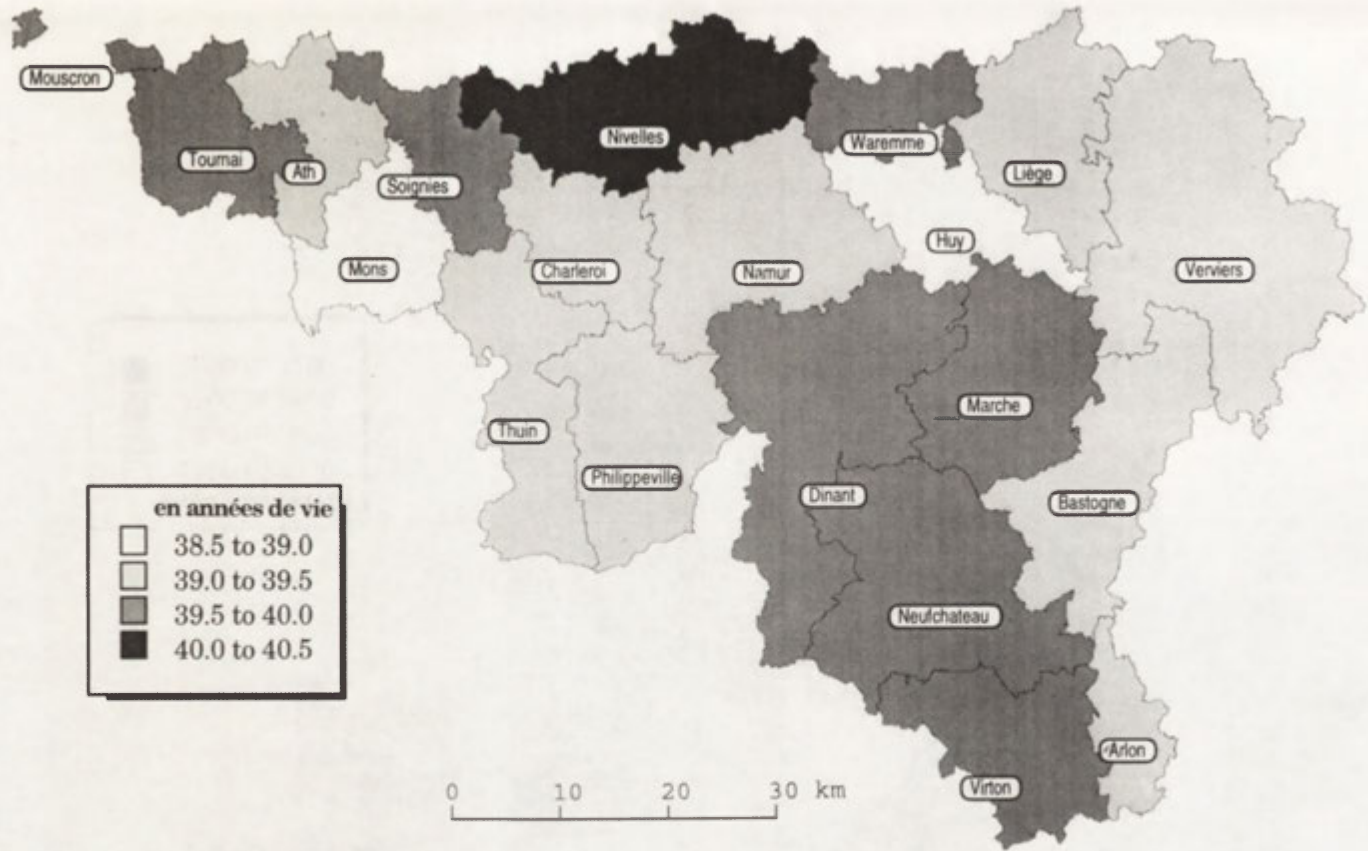 Mouscron
Tournai
Ath
Soignies
Nivelles
Waremme
Liège
Mons
Charleroi
Namur
Huy
Verviers
Thuin
Philippeville
Marche
Dinant
Bastogne
Neufchateau
Arlon
Virton
en années de vie
38.5 to 39.0
39.0 to 39.5
39.5 to 40.0
40.0 to 40.5
0 10 20 30 km